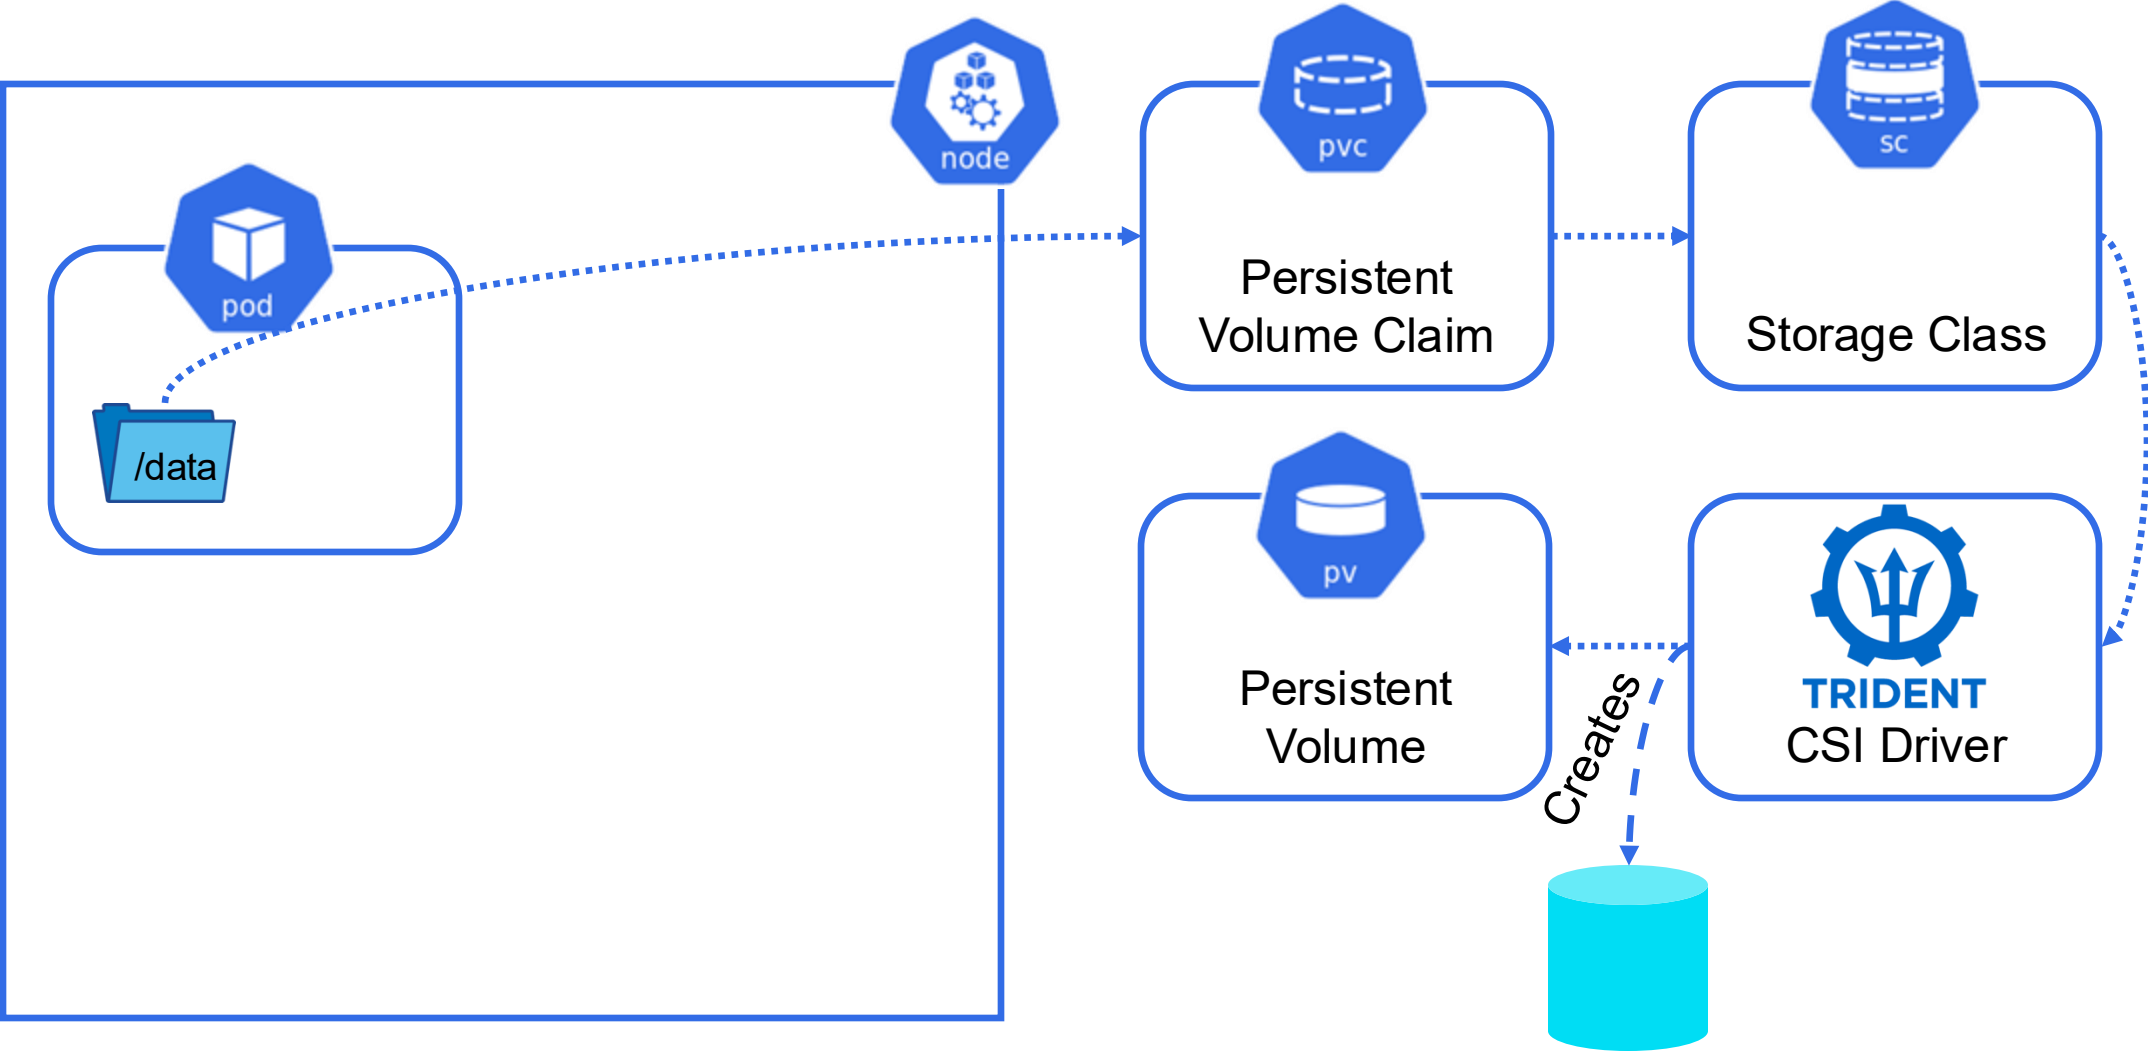 node
pod
/data
pvc
Persistent
Volume Claim
sc
Storage Class
pv
Persistent
Volume
TRIDENT
CSI Driver
Creates